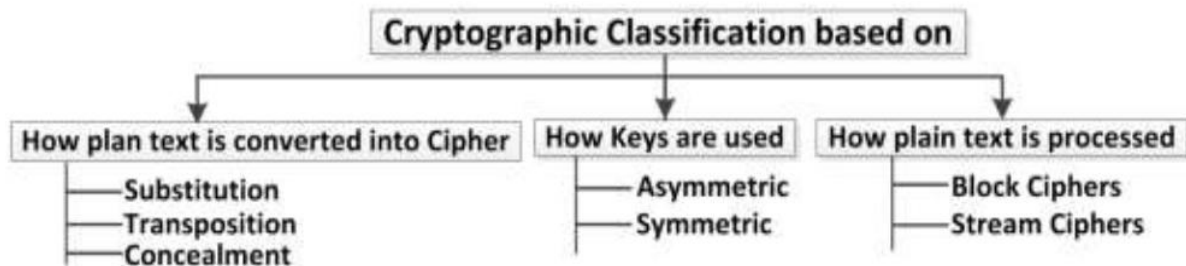 Cryptographic Classification based on
How plan text is converted into Cipher
Substitution
Transposition
Concealment
How Keys are used
Asymmetric
Symmetric
How plain text is processed
Block Ciphers
Stream Ciphers